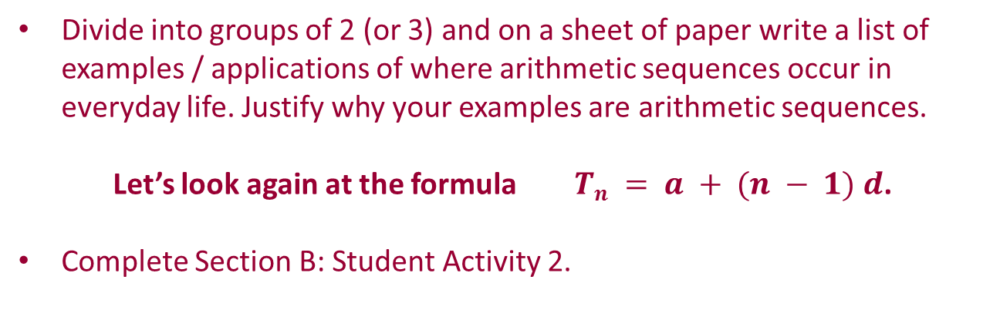 • Divide into groups of 2 (or 3) and on a sheet of paper write a list of
examples / applications of where arithmetic sequences occur in
everyday life. Justify why your examples are arithmetic sequences.
Let’s look again at the formula Tₙ = a + (n − 1) d.
• Complete Section B: Student Activity 2.